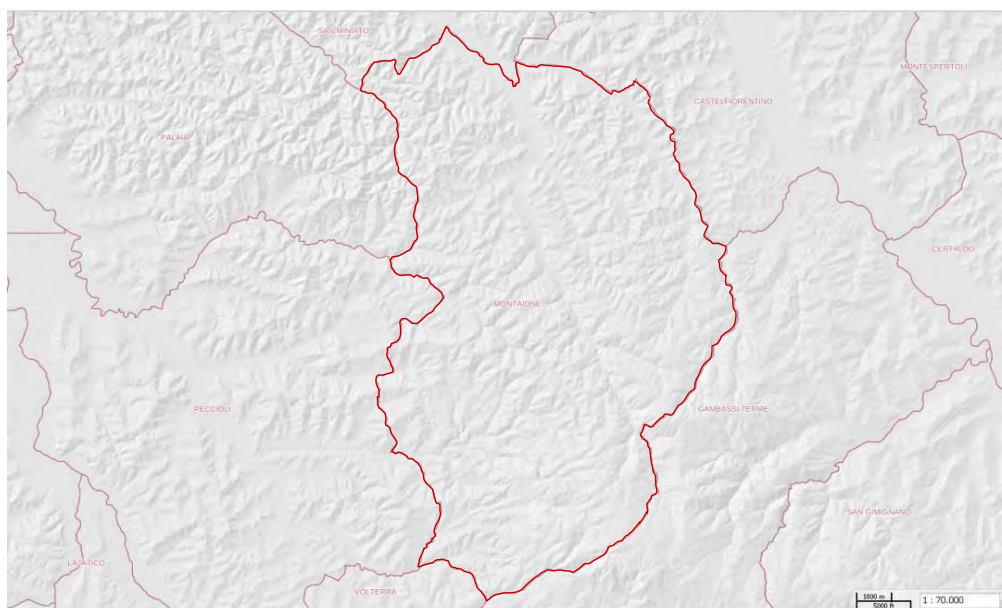 SAN MINIATO
MONTESPERTOLI
CASTELFIORENTINO
PALAIA
CERTALDO
MONTAIONE
PECCIOLI
GAMBASSI TERME
SAN GIMIGNANO
LAJATICO
VOLTERRA
1000 m
5000 ft
1 : 70.000